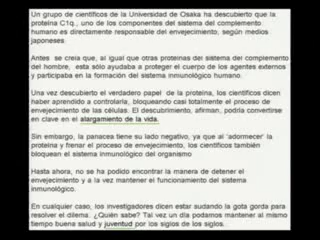 Un grupo de científicos de la Universidad de Osaka ha descubierto que la
proteína C1q., uno de los componentes del sistema del complemento
humano es directamente responsable del envejecimiento, según medios
japoneses
Antes  se creía que, al igual que otras proteínas del sistema del complemento
del hombre,  esta sólo ayudaba a proteger el cuerpo de los agentes externos
y participaba en la formación del sistema inmunológico humano.
Una vez descubierto el verdadero papel  de la proteína, los científicos dicen
haber aprendido a controlarla, bloqueando casi totalmente el proceso de
envejecimiento de las células. El descubrimiento, afirman, podría convertirse
en clave en el alargamiento de la vida.
Sin embargo, la panacea tiene su lado negativo, ya que al 'adormecer' la
proteína y frenar el proceso de envejecimiento, los científicos también
bloquean el sistema inmunológico del organismo
Hasta ahora, no se ha podido encontrar la manera de detener el
envejecimiento y a la vez mantener el funcionamiento del sistema
inmunológico.
En cualquier caso, los investigadores dicen estar sudando la gota gorda para
resolver el dilema. ¿Quién sabe? Tal vez un día podamos mantener al mismo
tiempo buena salud y juventud por los siglos de los siglos.